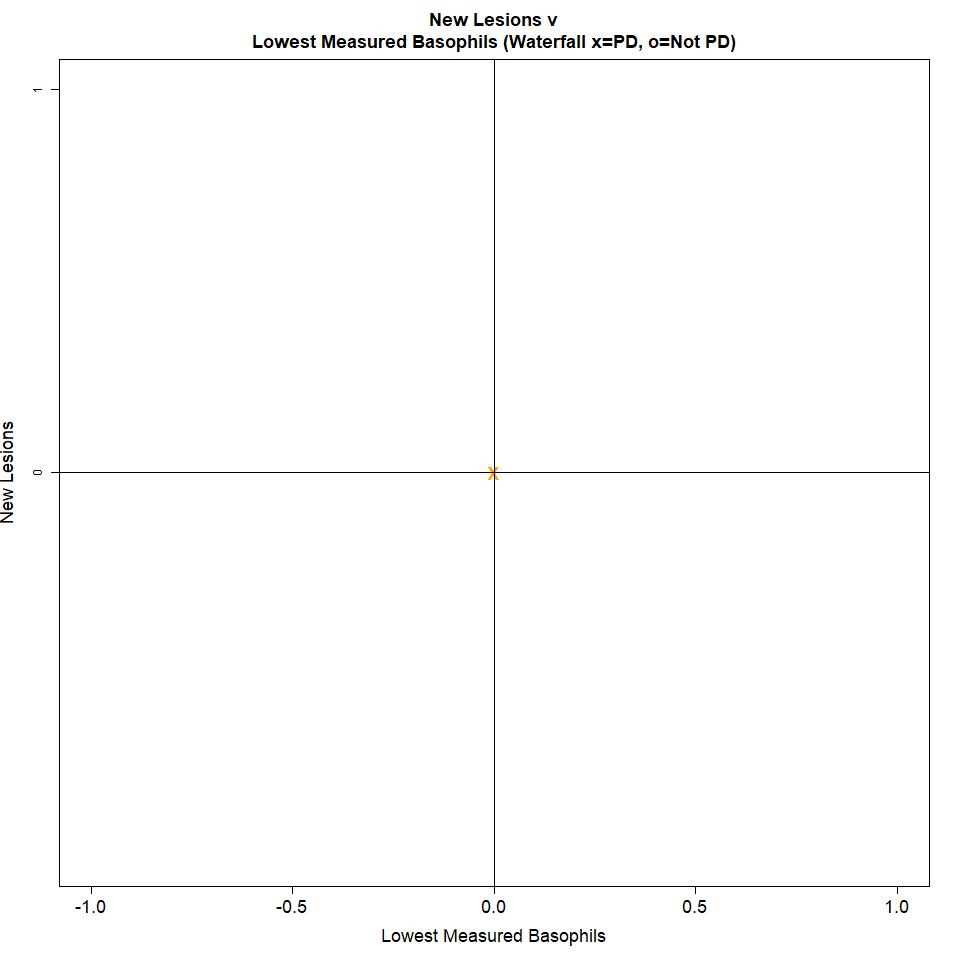 New Lesions v
Lowest Measured Basophils (Waterfall x=PD, o=Not PD)
1
0
New Lesions
x
-1.0
-0.5
0.0
0.5
1.0
Lowest Measured Basophils